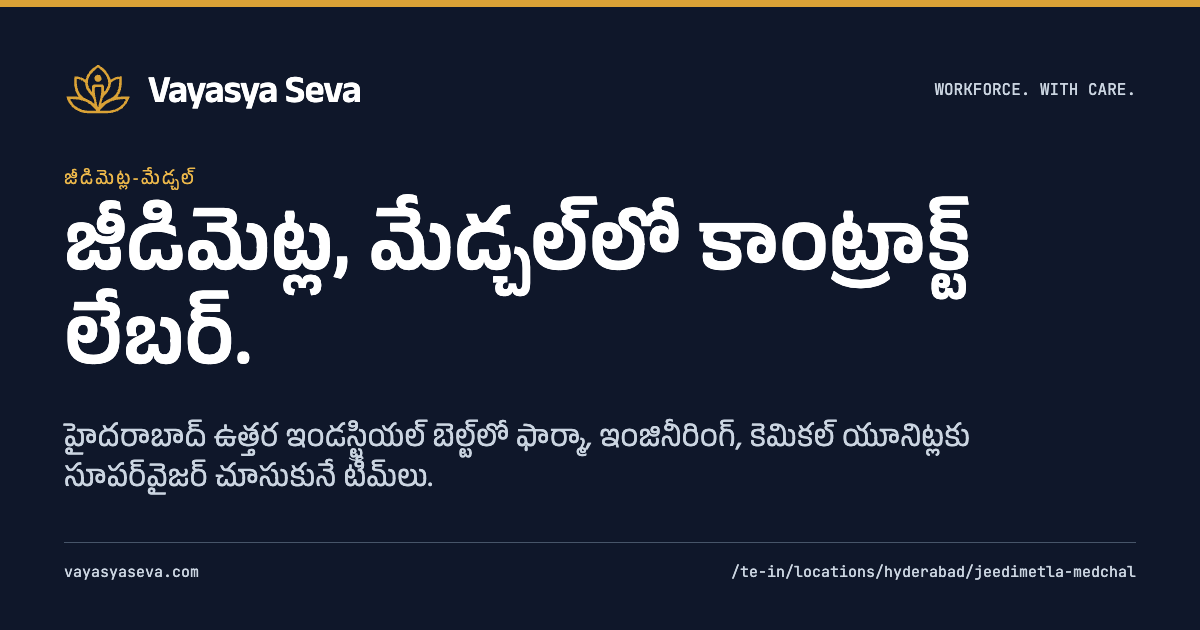 Vayasya Seva
WORKFORCE. WITH CARE.
జీడిమెట్ల-మేడ్చల్
జీడిమెట్ల, మేడ్చల్‌లో కాంట్రాక్ట్
లేబర్.
హైదరాబాద్ ఉత్తర ఇండస్ట్రియల్ బెల్ట్‌లో ఫార్మా, ఇంజినీరింగ్, కెమికల్ యూనిట్లకు
సూపర్‌వైజర్ చూసుకునే టీమ్‌లు.
vayasyaseva.com
/te-in/locations/hyderabad/jeedimetla-medchal